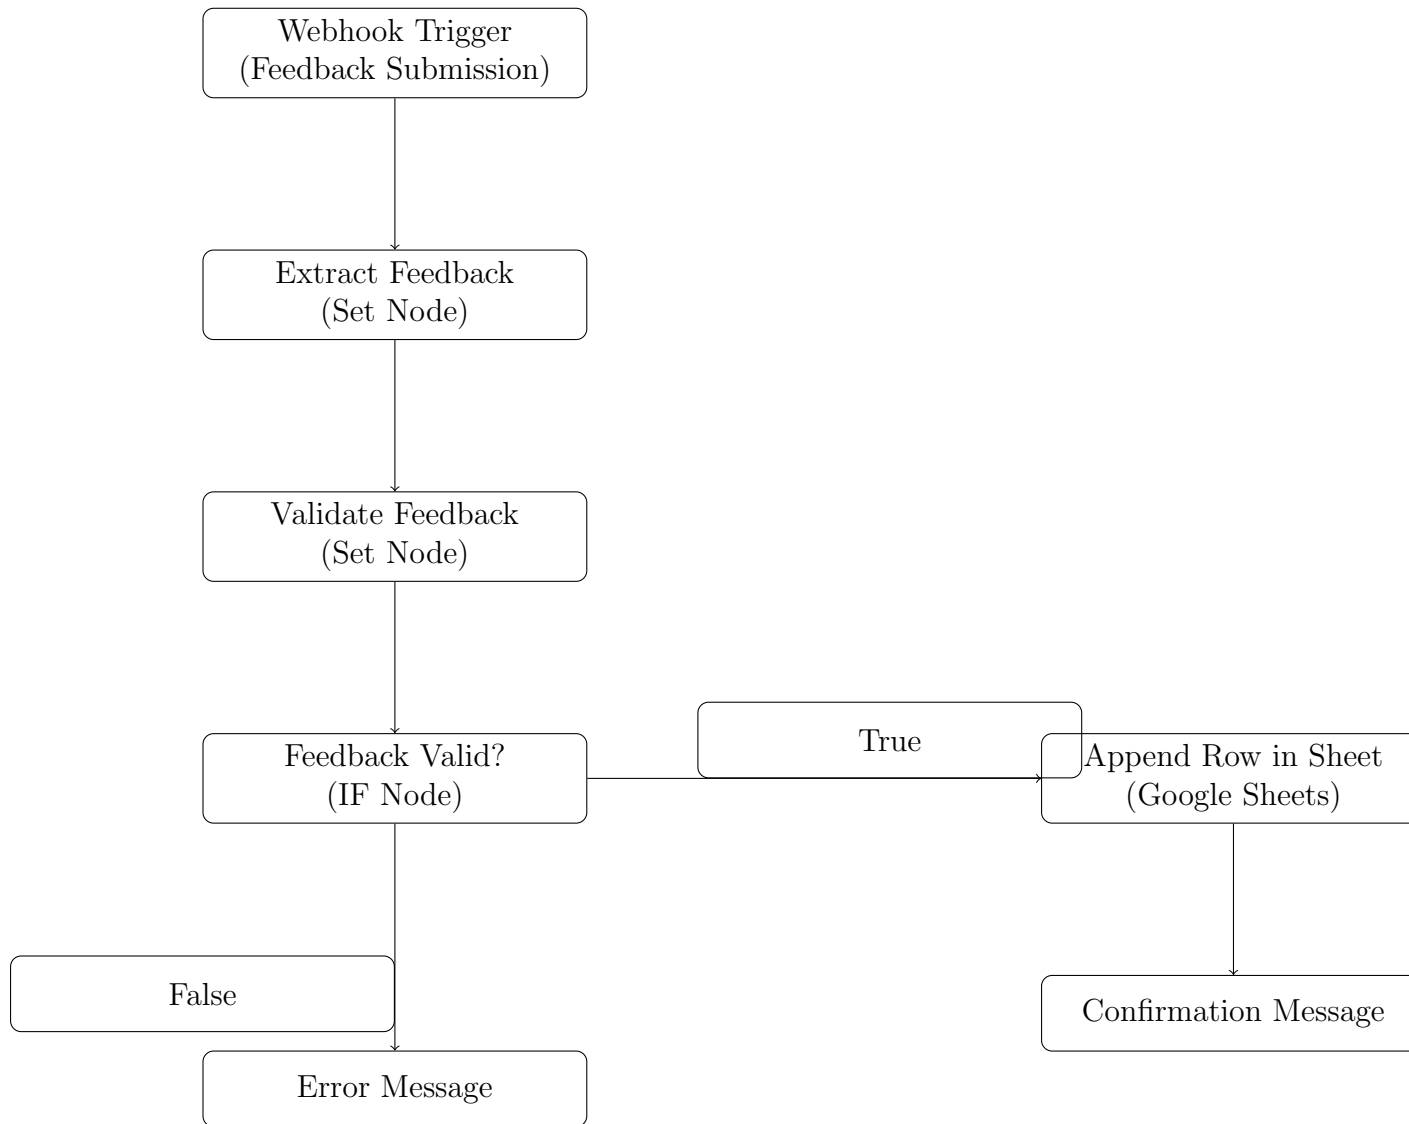 Webhook Trigger
(Feedback Submission)
Extract Feedback
(Set Node)
Validate Feedback
(Set Node)
Feedback Valid?
(IF Node)
True
Append Row in Sheet
(Google Sheets)
False
Confirmation Message
Error Message